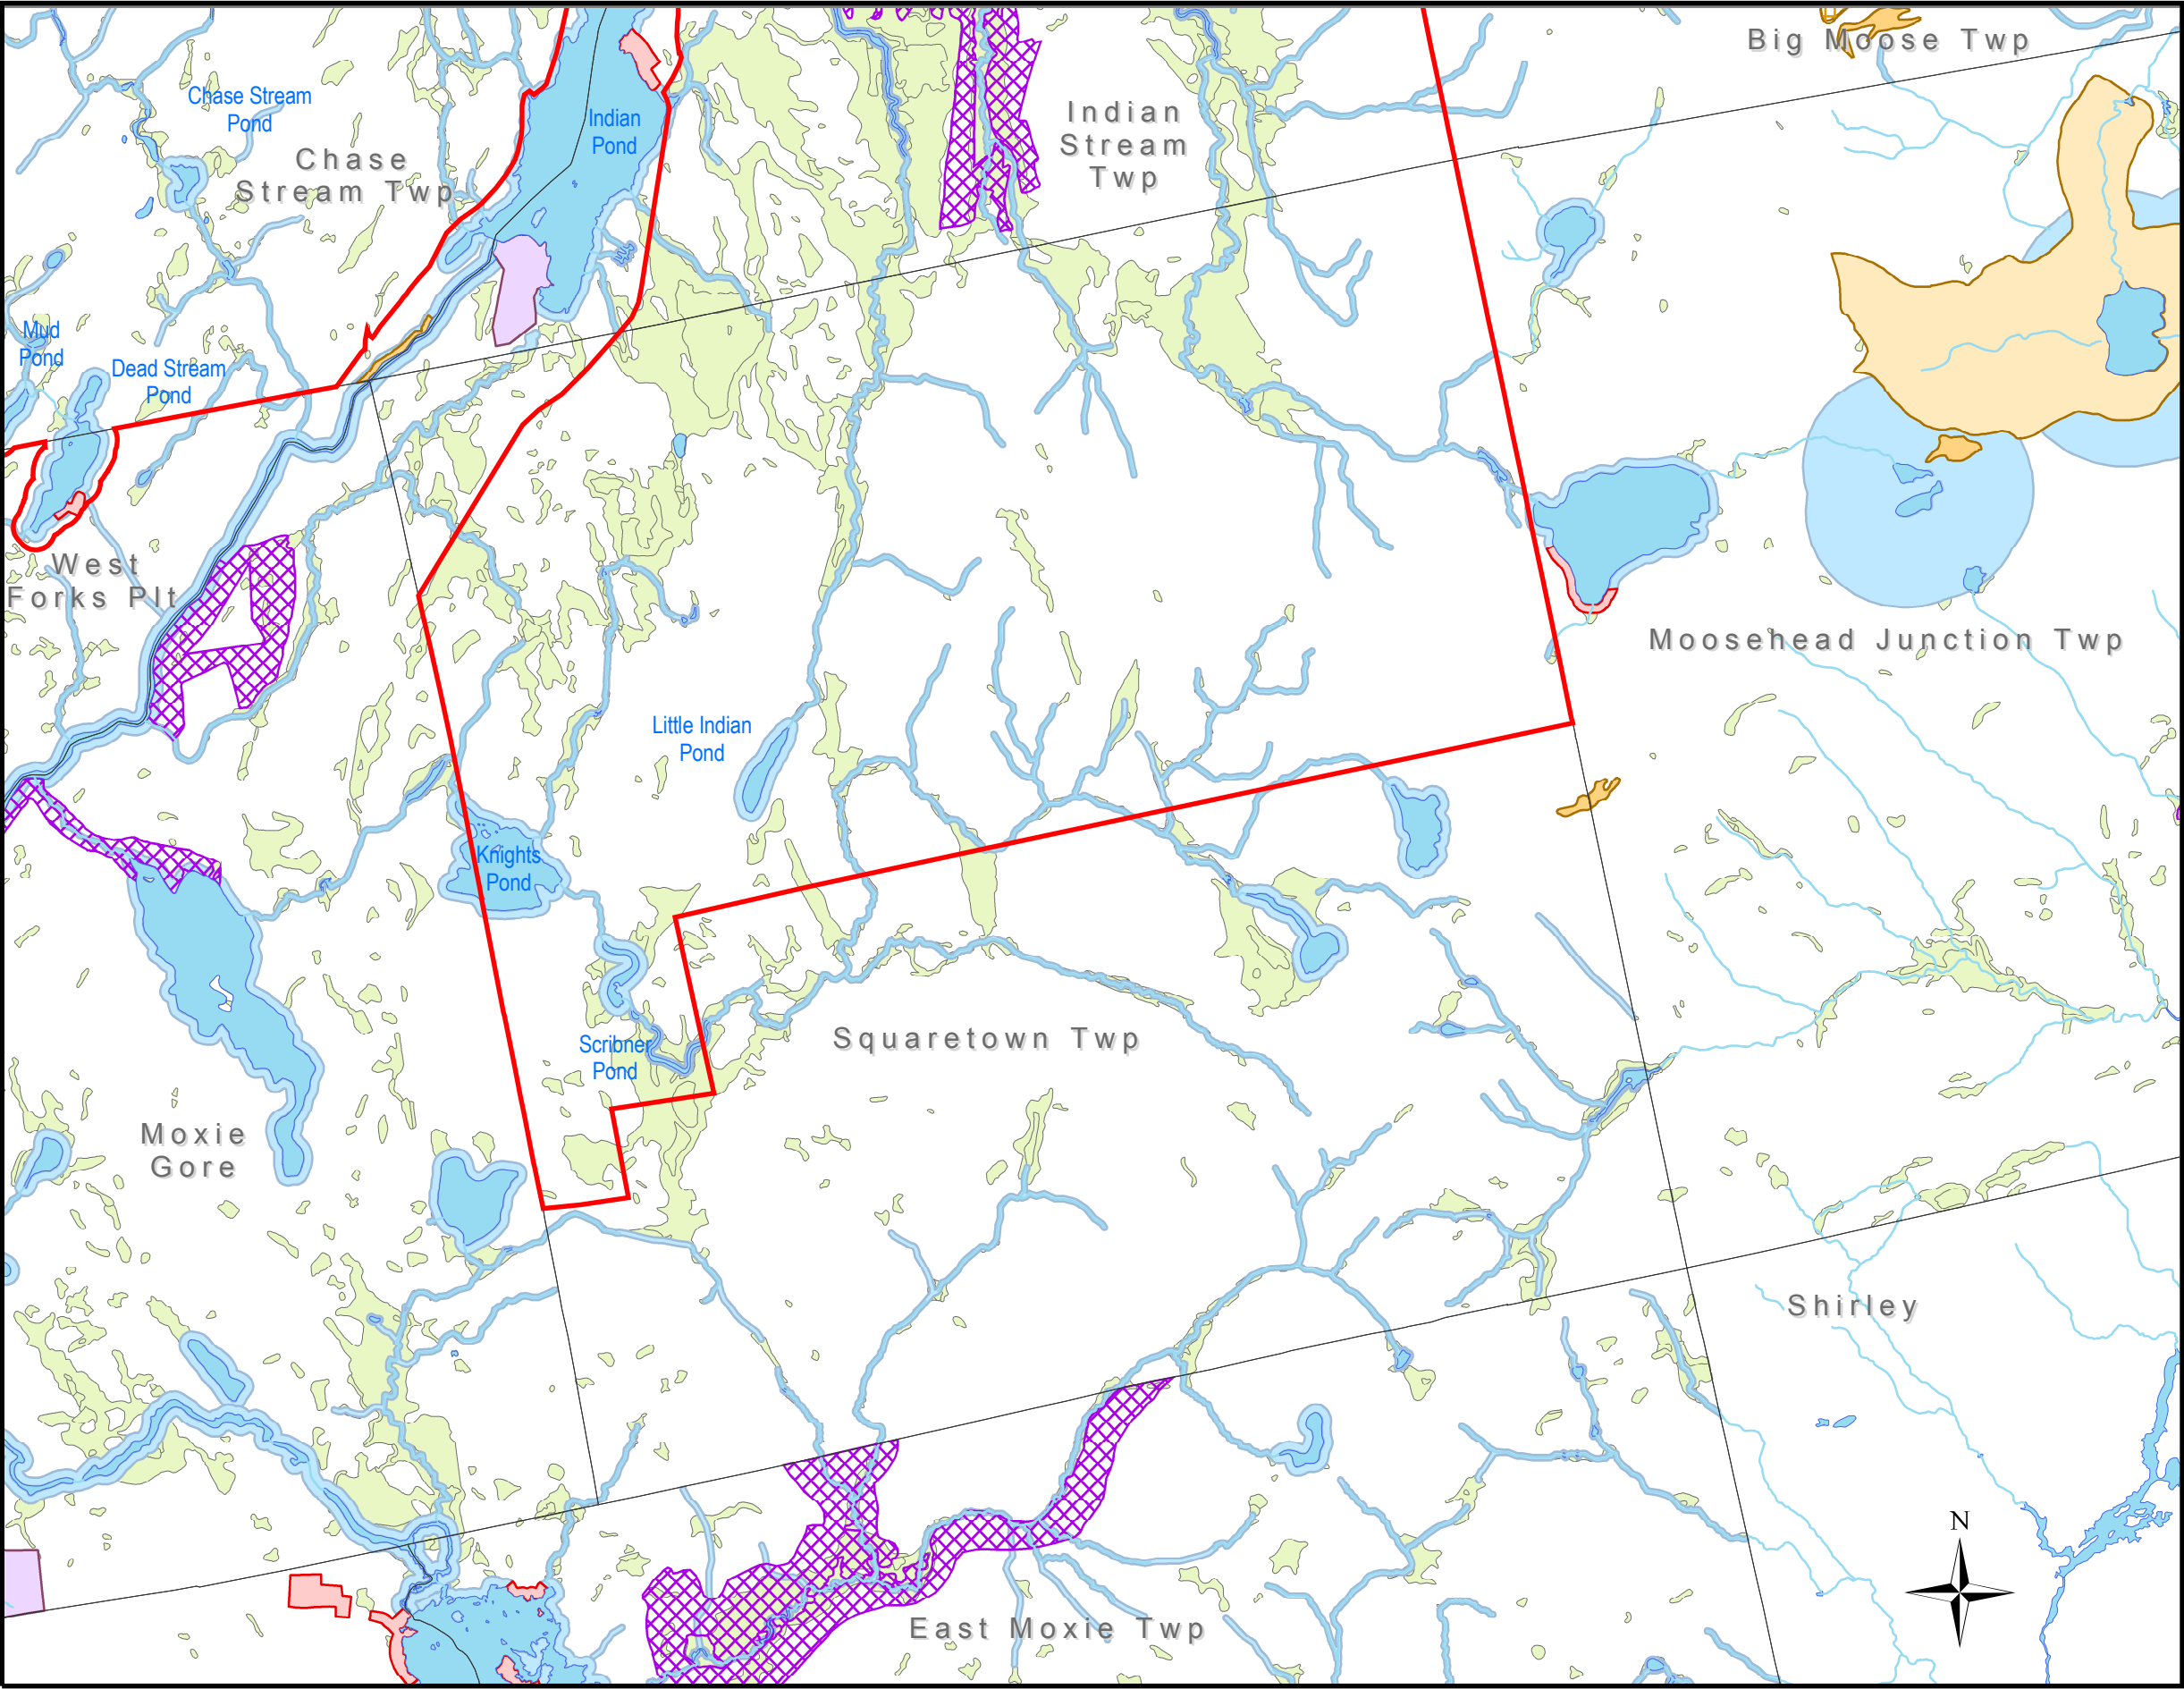 Big Moose Twp
Chase Stream
Pond
Indian
Pond
Indian
Stream
Twp
Chase
Stream Twp
Mud
Pond
Dead Stream
Pond
West
Forks Plt
Moosehead Junction Twp
Little Indian
Pond
Knights
Pond
Squaretown Twp
Scribner
Pond
Moxie
Gore
Shirley
N
East Moxie Twp